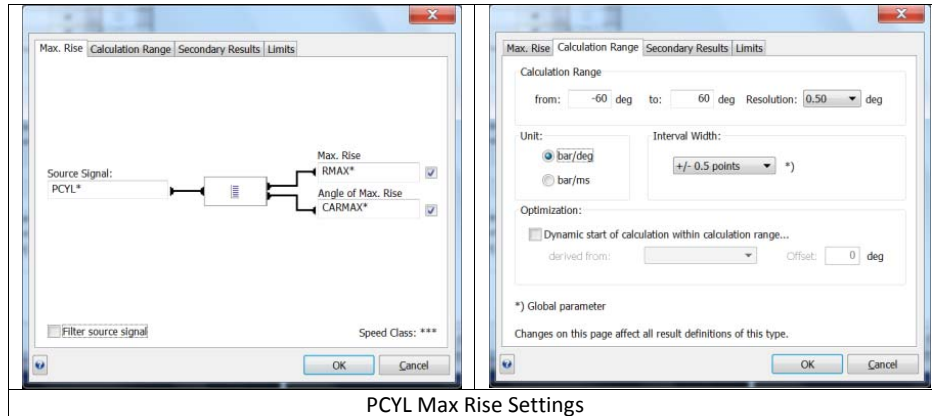 Max. Rise Calculation Range Secondary Results Limits
Max. Rise
Source Signal:
RMAX*
PCYL*
Angle of Max. Rise
CARMAX*
Filter source signal
Speed Class: ***
OK Cancel
Max. Rise Calculation Range Secondary Results Limits
Calculation Range
from: -60 deg to: 60 deg Resolution: 0.50 deg
Unit: Interval Width:
bar/deg
+/- 0.5 points *)
bar/ms
Optimization:
Dynamic start of calculation within calculation range...
derived from: Offset: 0 deg
*) Global parameter
Changes on this page affect all result definitions of this type.
OK Cancel
PCYL Max Rise Settings